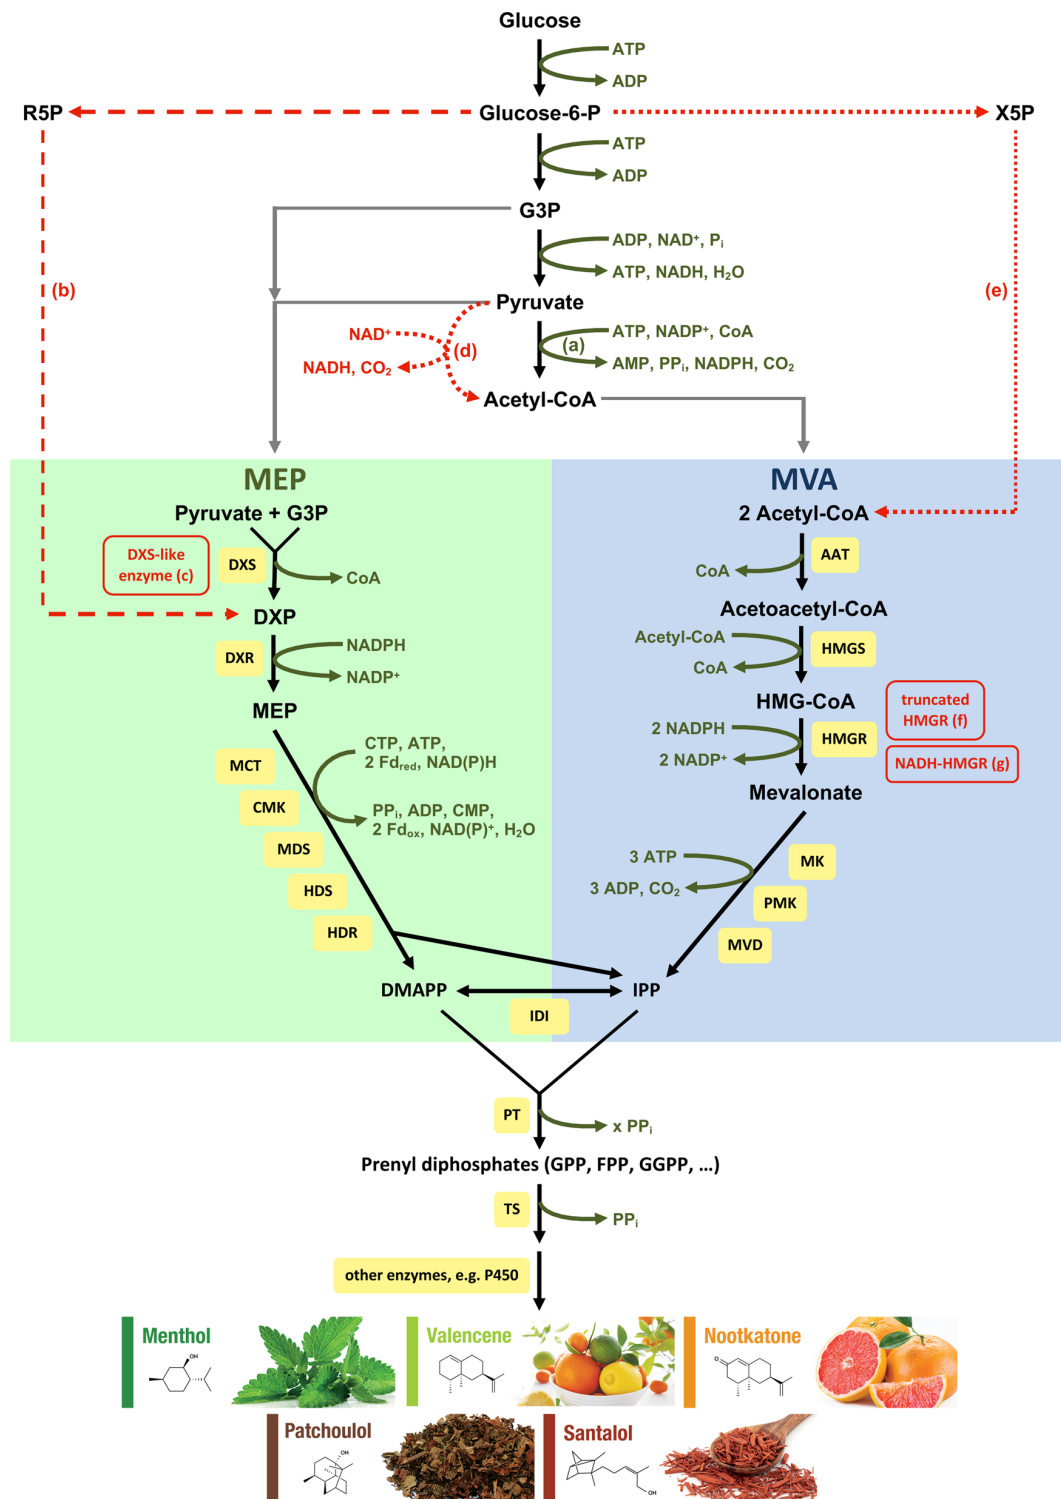 Glucose
ATP
ADP
R5P
Glucose-6-P
X5P
ATP
ADP
G3P
ADP, NAD⁺, Pᵢ
ATP, NADH, H₂O
(b)
(e)
Pyruvate
NAD⁺
(d)
(a)
ATP, NADP⁺, CoA
NADH, CO₂
AMP, PPᵢ, NADPH, CO₂
Acetyl-CoA
MEP
Pyruvate + G3P
DXS-like
enzyme (c)
DXS
CoA
DXP
DXR
NADPH
NADP⁺
MEP
MCT
CMK
MDS
HDS
HDR
CTP, ATP,
2 Fd_red, NAD(P)H
PPᵢ, ADP, CMP,
2 Fd_ox, NAD(P)⁺, H₂O
DMAPP
MVA
2 Acetyl-CoA
AAT
CoA
Acetoacetyl-CoA
Acetyl-CoA
HMGS
CoA
HMG-CoA
truncated
HMGR (f)
2 NADPH
HMGR
2 NADP⁺
NADH-HMGR (g)
Mevalonate
3 ATP
3 ADP, CO₂
MK
PMK
MVD
IPP
IDI
PT
x PPᵢ
Prenyl diphosphates (GPP, FPP, GGPP, ...)
TS
PPᵢ
other enzymes, e.g. P450
Menthol
OH
Valencene
Nootkatone
O
Patchoulol
OH
Santalol
OH